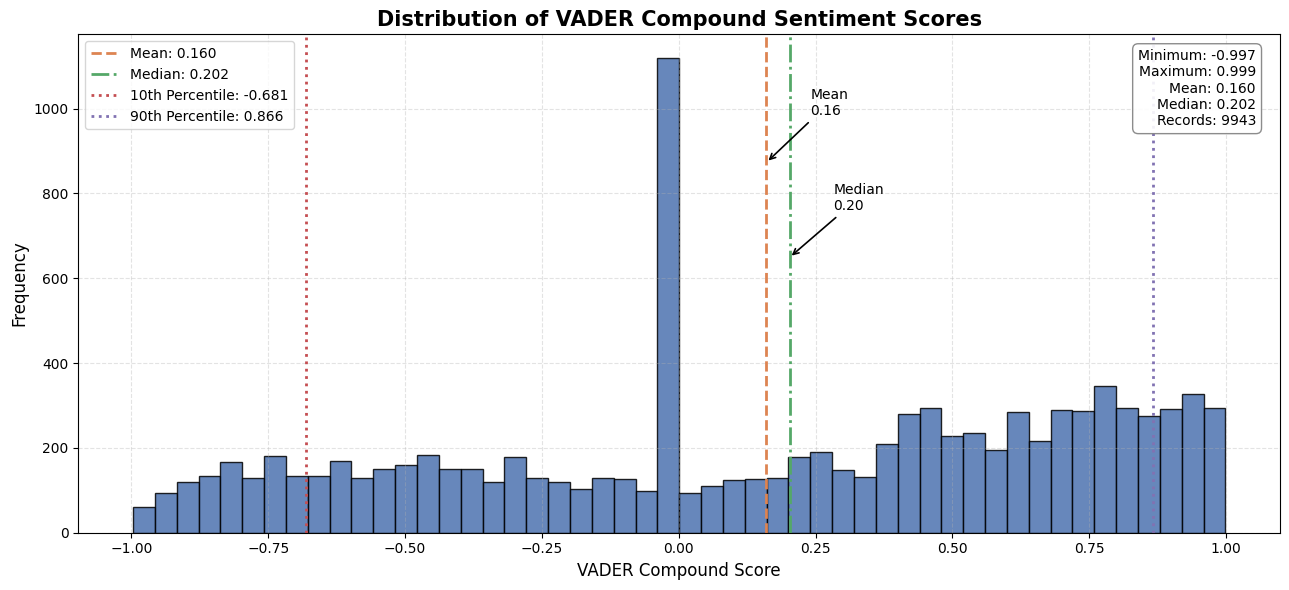 Distribution of VADER Compound Sentiment Scores
Mean: 0.160
Median: 0.202
10th Percentile: -0.681
90th Percentile: 0.866
Minimum: -0.997
Maximum: 0.999
Mean: 0.160
Median: 0.202
Records: 9943
Mean
0.16
Median
0.20
Frequency
1000
800
600
400
200
0
−1.00
−0.75
−0.50
−0.25
0.00
0.25
0.50
0.75
1.00
VADER Compound Score